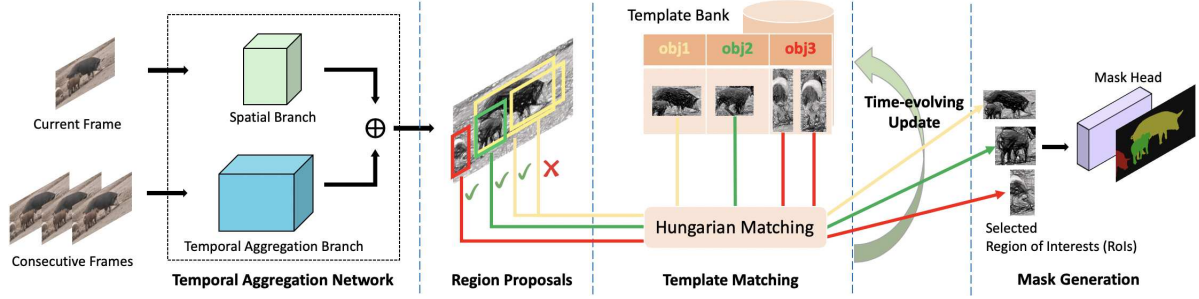 Current Frame
Consecutive Frames
Spatial Branch
Temporal Aggregation Branch
Temporal Aggregation Network
Region Proposals
Template Bank
obj1 obj2 obj3
Hungarian Matching
Template Matching
Time-evolving
Update
Selected
Region of Interests (RoIs)
Mask Head
Mask Generation